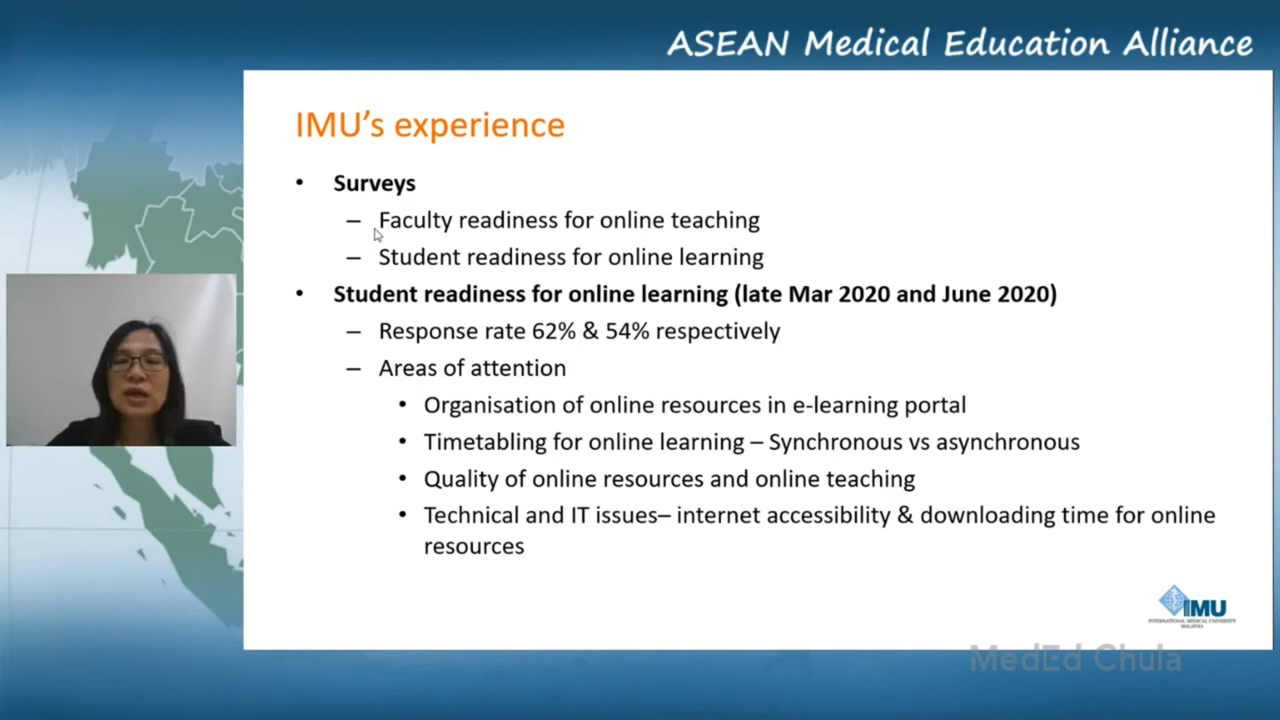 ASEAN Medical Education Alliance
IMU's experience
• Surveys
– Faculty readiness for online teaching
– Student readiness for online learning
• Student readiness for online learning (late Mar 2020 and June 2020)
– Response rate 62% & 54% respectively
– Areas of attention
• Organisation of online resources in e-learning portal
• Timetabling for online learning – Synchronous vs asynchronous
• Quality of online resources and online teaching
• Technical and IT issues– internet accessibility & downloading time for online
resources
IMU
INTERNATIONAL MEDICAL UNIVERSITY
MALAYSIA
MedEd Chula